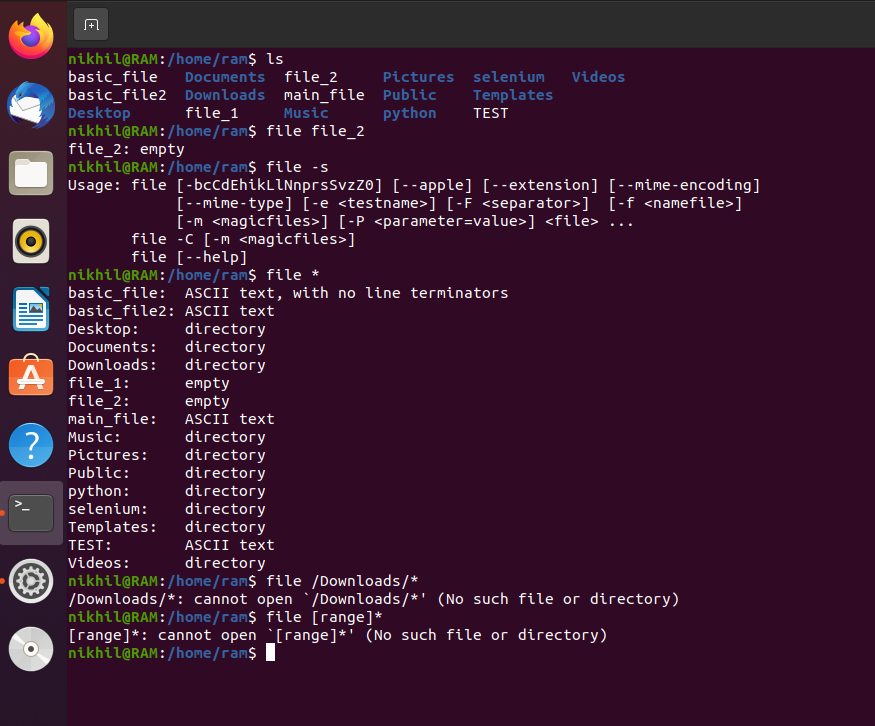 nikhil@RAM:/home/ram$ ls
basic_file   Documents  file_2     Pictures  selenium   Videos
basic_file2  Downloads  main_file  Public    Templates
Desktop      file_1     Music      python    TEST
nikhil@RAM:/home/ram$ file file_2
file_2: empty
nikhil@RAM:/home/ram$ file -s
Usage: file [-bcCdEhikLlNnprsSvzZ0] [--apple] [--extension] [--mime-encoding]
            [--mime-type] [-e <testname>] [-F <separator>]  [-f <namefile>]
            [-m <magicfiles>] [-P <parameter=value>] <file> ...
       file -C [-m <magicfiles>]
       file [--help]
nikhil@RAM:/home/ram$ file *
basic_file:  ASCII text, with no line terminators
basic_file2: ASCII text
Desktop:     directory
Documents:   directory
Downloads:   directory
file_1:      empty
file_2:      empty
main_file:   ASCII text
Music:       directory
Pictures:    directory
Public:      directory
python:      directory
selenium:    directory
Templates:   directory
TEST:        ASCII text
Videos:      directory
nikhil@RAM:/home/ram$ file /Downloads/*
/Downloads/*: cannot open `/Downloads/*' (No such file or directory)
nikhil@RAM:/home/ram$ file [range]*
[range]*: cannot open `[range]*' (No such file or directory)
nikhil@RAM:/home/ram$